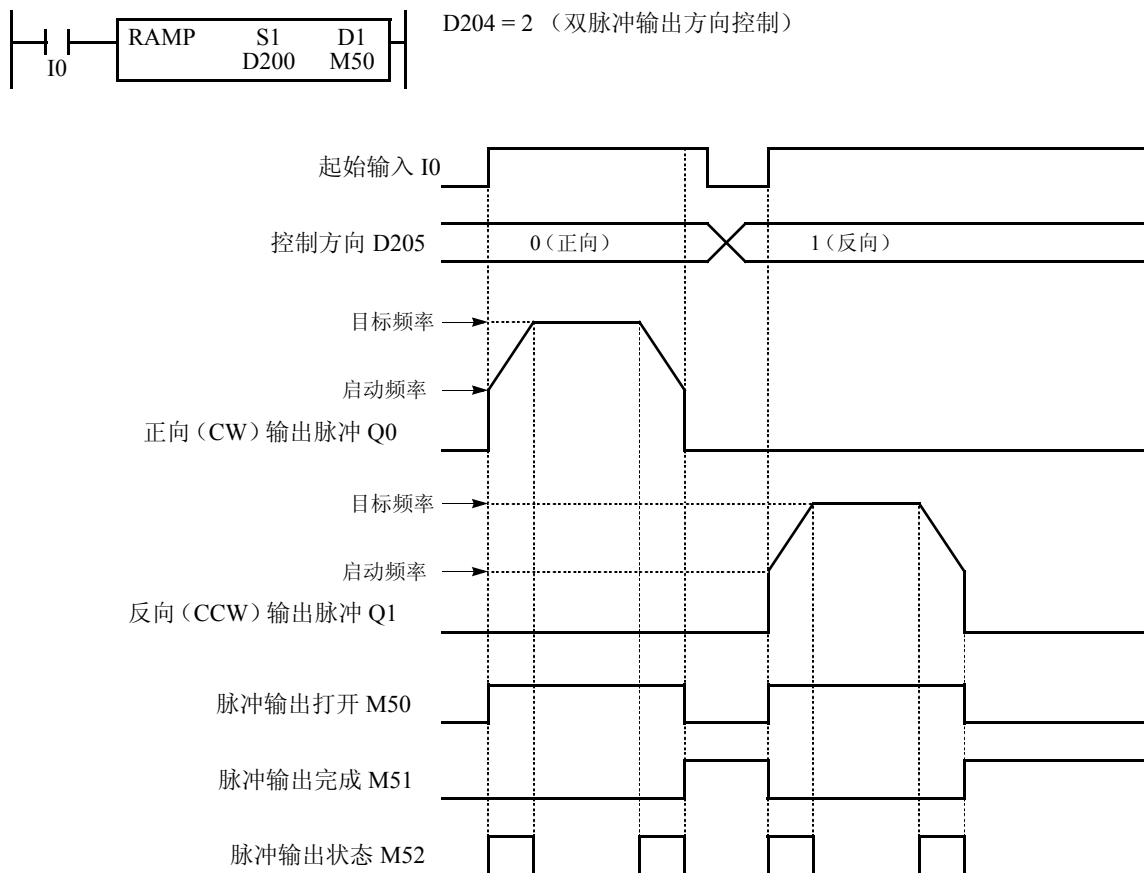 RAMP S1 D1
D200 M50
I0
D204 = 2 （双脉冲输出方向控制）
起始输入 I0
控制方向 D205
0（正向）
1（反向）
目标频率
启动频率
正向（CW）输出脉冲 Q0
目标频率
启动频率
反向（CCW）输出脉冲 Q1
脉冲输出打开 M50
脉冲输出完成 M51
脉冲输出状态 M52